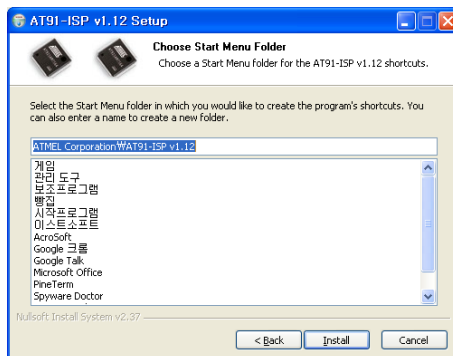 AT91-ISP v1.12 Setup
Choose Start Menu Folder
Choose a Start Menu folder for the AT91-ISP v1.12 shortcuts.
Select the Start Menu folder in which you would like to create the program's shortcuts. You
can also enter a name to create a new folder.
ATMEL Corporation₩AT91-ISP v1.12
게임
관리 도구
보조프로그램
빵집
시작프로그램
이스트소프트
AcroSoft
Google 크롬
Google Talk
Microsoft Office
PineTerm
Spyware Doctor
Nullsoft Install System v2.37
< Back
Install
Cancel